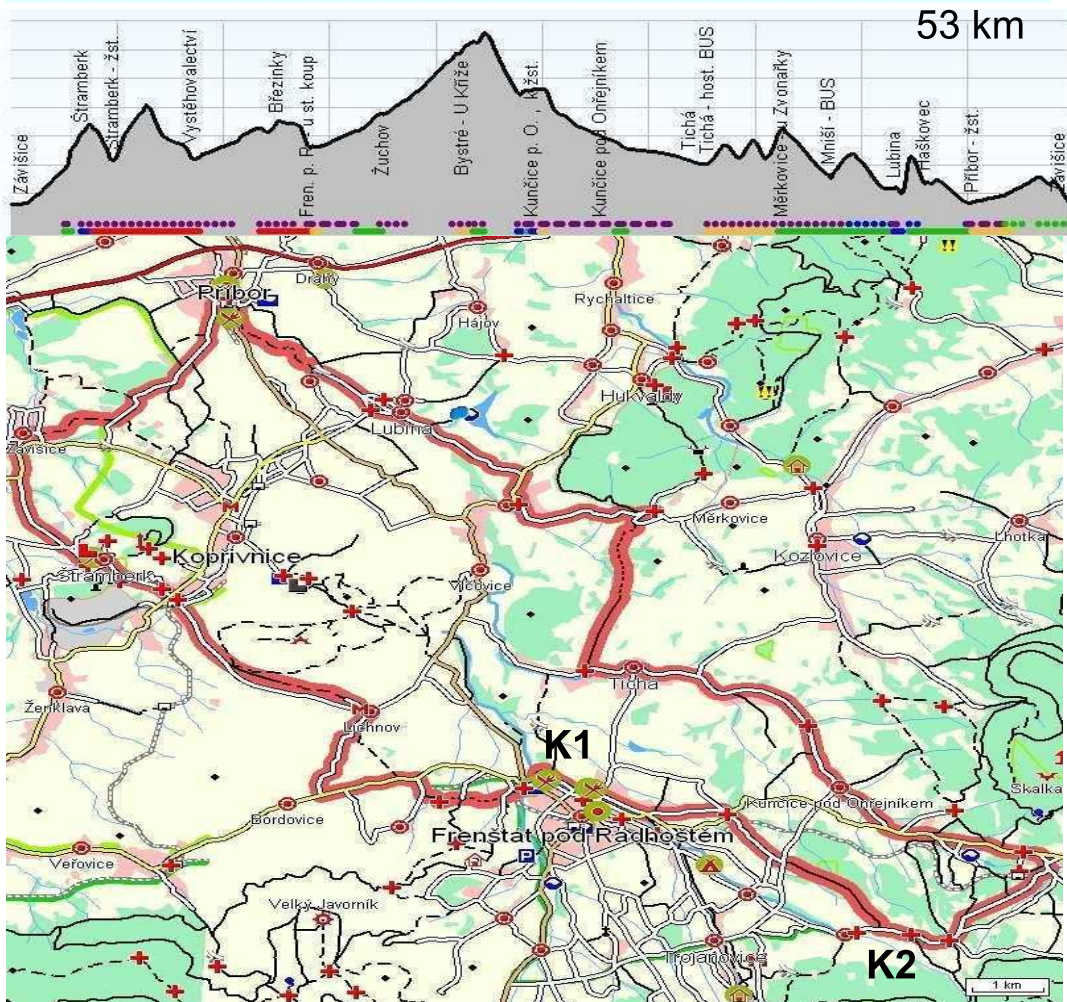 53 km
Závišice
Štramberk
Štramberk - žst.
Vystěhovalectví
Březinky
Fren. p. R. - u st. koup
Žuchov
Bystré - U Kříže
Kunčice p. O. , k žst.
Kunčice pod Ondřejníkem
Tichá
Tichá - host. BUS
Měrkovice
Zvonařky
Mniší - BUS
Lubina
Haškovec
Příbor - žst.
Závišice
Příbor
Drahy
Rychaltice
Hájov
Hukvaldy
Lubina
Závišice
Měrkovice
Kozlovice
Lhotka
Kopřivnice
Štramberk
Vlčovice
Ženklava
Tichá
Lichnov
K1
Skalka
Kunčice pod Ondřejníkem
Bordovice
Frenštát pod Radhoštěm
Veřovice
P
Velký Javorník
Trojanovice
K2
1 km